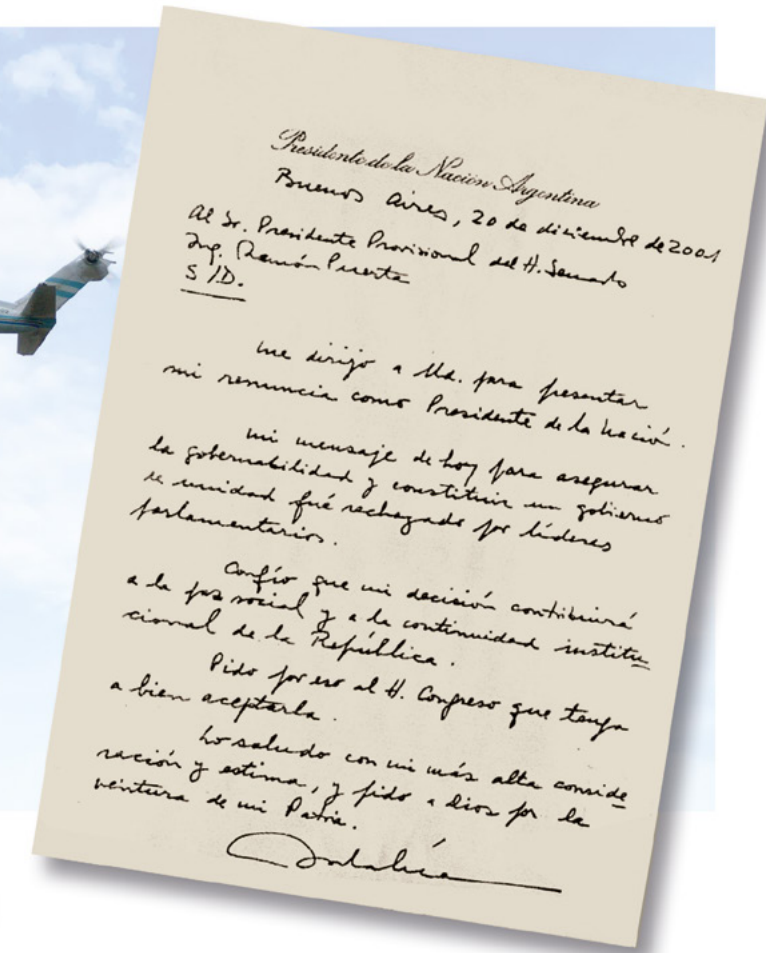 Presidente de la Nación Argentina
Buenos Aires, 20 de diciembre de 2001
Al Sr. Presidente Provisional del H. Senado
Ing. Ramón Puerta
S/D.
me dirijo a Ud. para presentar
mi renuncia como Presidente de la Nación.
mi mensaje de hoy para asegurar
la gobernabilidad y constituir un gobierno
de unidad fué rechazado por líderes
parlamentarios.
Confío que mi decisión contribuirá
a la paz social y a la continuidad institu
cional de la República.
Pido por eso al H. Congreso que tenga
a bien aceptarla.
Lo saludo con mi más alta conside
ración y estima, y pido a Dios por la
ventura de mi Patria.